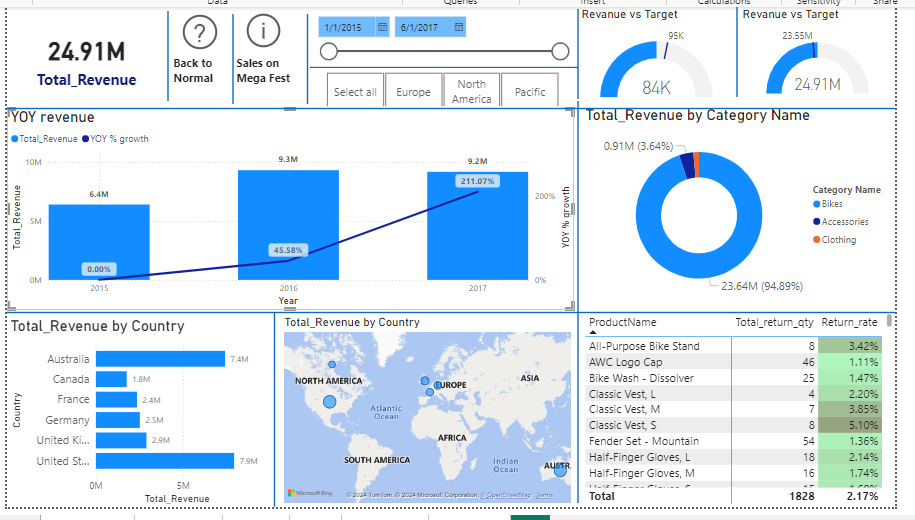 Data
Queries
Insert
Calculations
Sensitivity
Share
24.91M
Total_Revenue
?
Back to
Normal
i
Sales on
Mega Fest
1/1/2015
6/1/2017
Select all
Europe
North
America
Pacific
Revanue vs Target
95K
84K
Revanue vs Target
23.55M
24.91M
YOY revenue
Total_Revenue
YOY % growth
10M
5M
0M
Total_Revenue
6.4M
9.3M
9.2M
0.00%
45.58%
211.07%
200%
0%
YOY % growth
2015
2016
2017
Year
Total_Revenue by Category Name
0.91M (3.64%)
23.64M (94.89%)
Category Name
Bikes
Accessories
Clothing
Total_Revenue by Country
Country
Australia 7.4M
Canada 1.8M
France 2.4M
Germany 2.5M
United Ki... 2.9M
United St... 7.9M
0M 5M
Total_Revenue
Total_Revenue by Country
NORTH AMERICA
EUROPE
ASIA
Atlantic
Ocean
AFRICA
SOUTH AMERICA
Indian
Ocean
AUSTR
Microsoft Bing
© 2024 TomTom, © 2024 Microsoft Corporation, © OpenStreetMap Terms
ProductName Total_return_qty Return_rate
All-Purpose Bike Stand 8 3.42%
AWC Logo Cap 46 1.11%
Bike Wash - Dissolver 25 1.47%
Classic Vest, L 4 2.20%
Classic Vest, M 7 3.85%
Classic Vest, S 8 5.10%
Fender Set - Mountain 54 1.36%
Half-Finger Gloves, L 18 2.14%
Half-Finger Gloves, M 16 1.74%
Total 1828 2.17%